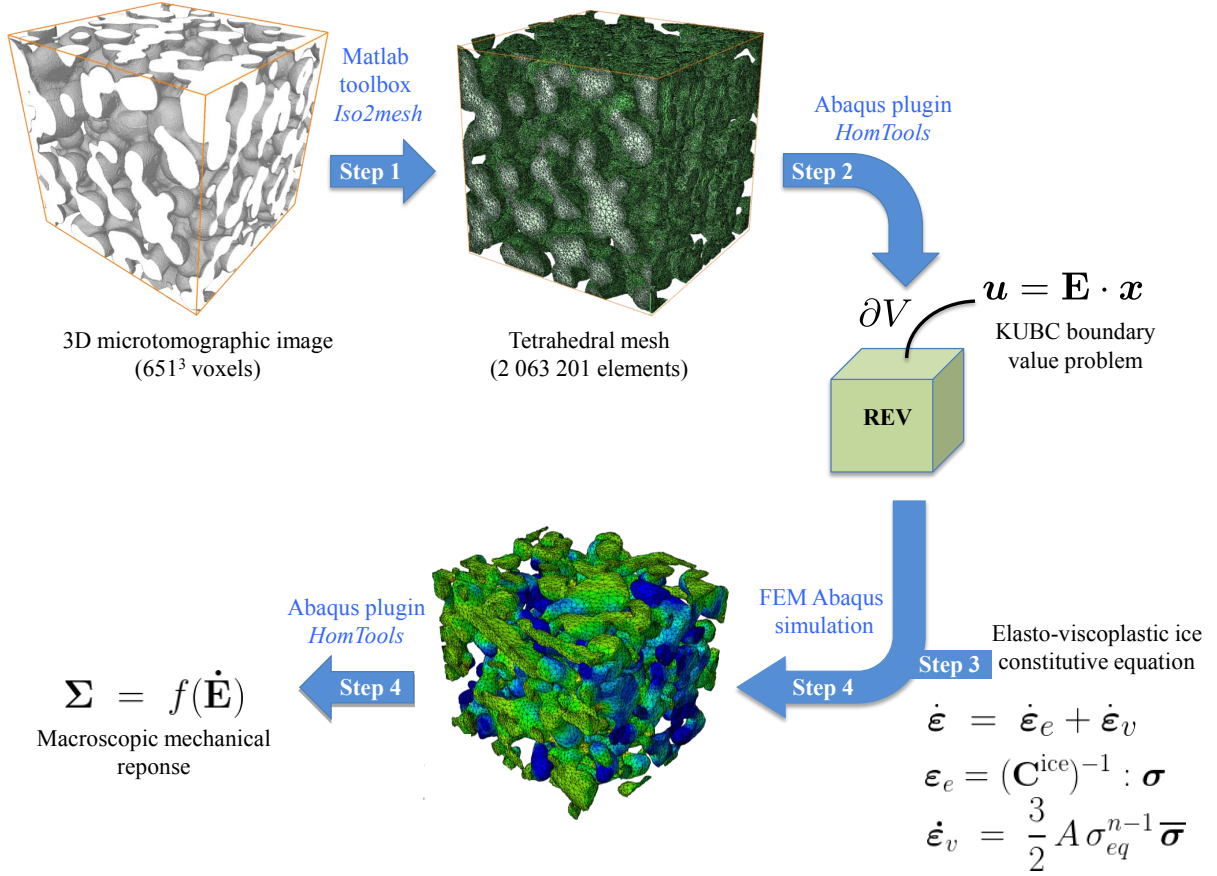 Matlab
toolbox
Iso2mesh
Step 1
Abaqus plugin
HomTools
Step 2
3D microtomographic image
(651³ voxels)
Tetrahedral mesh
(2 063 201 elements)
∂V
u = E · x
KUBC boundary
value problem
REV
FEM Abaqus
simulation
Step 3
Elasto-viscoplastic ice
constitutive equation
Step 4
Abaqus plugin
HomTools
Step 4
Σ = f(Ė)
Macroscopic mechanical
reponse
ε̇ = ε̇_e + ε̇_v
ε_e = (C^ice)^−1 : σ
ε̇_v = 3/2 A σ_eq^n−1 σ̅